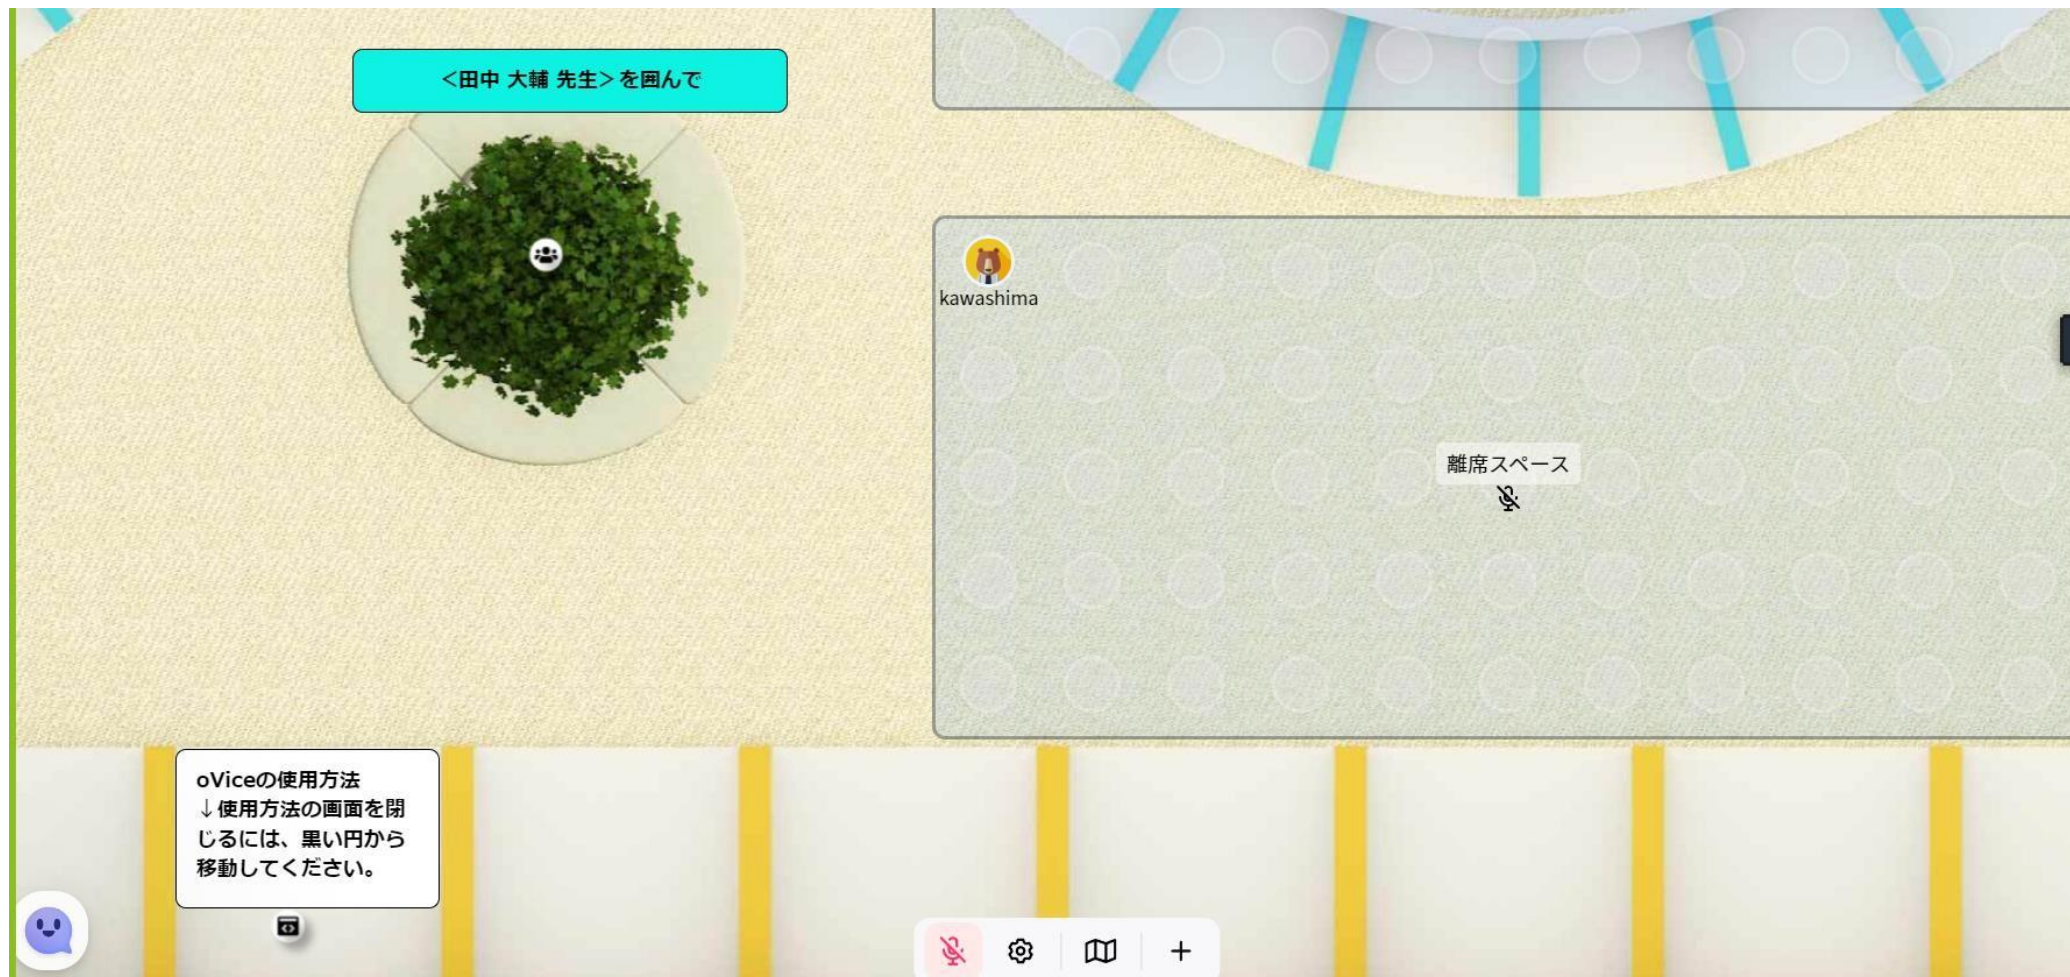 ＜田中 大輔 先生＞を囲んで
kawashima
離席スペース
oViceの使用方法
↓使用方法の画面を閉
じるには、黒い円から
移動してください。